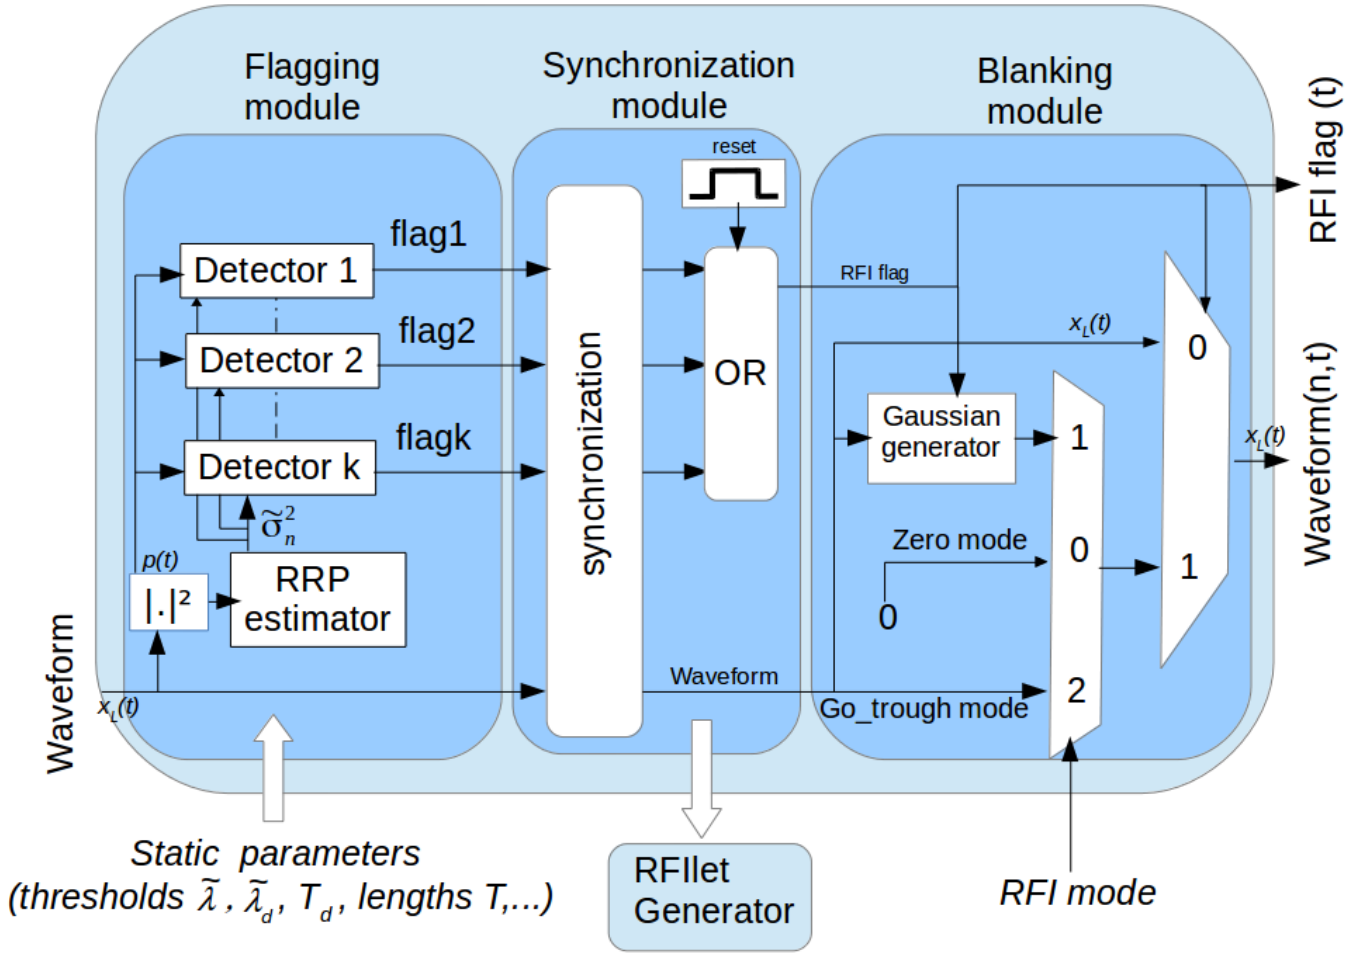 Flagging
module
Synchronization
module
Blanking
module
reset
RFI flag (t)
flag1
Detector 1
RFI flag
x_L(t)
flag2
Detector 2
synchronization
OR
0
Gaussian
generator
1
flagk
Detector k
x_L(t)
Waveform(n,t)
σ̃²ₙ
p(t)
|.|²
RRP
estimator
Zero mode
0
1
0
Waveform
x_L(t)
Waveform
Go_trough mode
2
Static parameters
(thresholds λ̃, λ̃_d, T_d, lengths T,...)
RFIlet
Generator
RFI mode